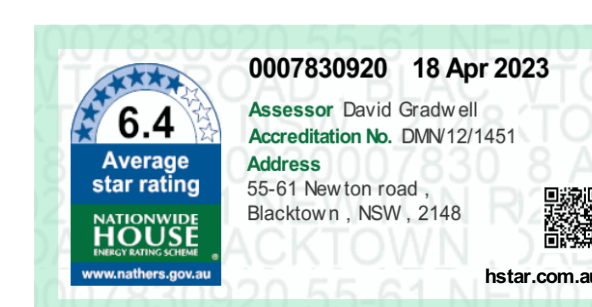 0007830920 18 Apr 2023
6.4
Average
star rating
NATIONWIDE
HOUSE
ENERGY RATING SCHEME
®
www.nathers.gov.au
Assessor David Gradwell
Accreditation No. DMN/12/1451
Address
55-61 Newton road ,
Blacktown , NSW , 2148
hstar.com.au